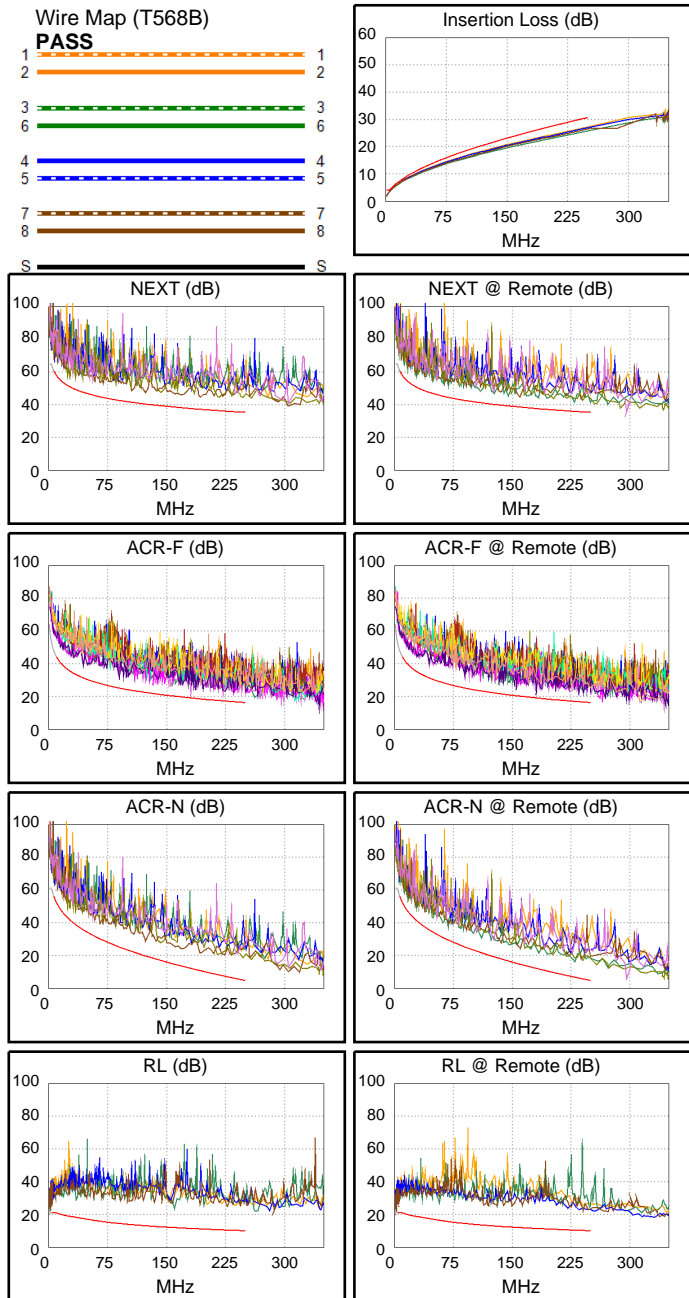 Wire Map (T568B)
PASS
1 1
2 2
3 3
6 6
4 4
5 5
7 7
8 8
S S
Insertion Loss (dB)
60
50
40
30
20
10
0
0 75 150 225 300
MHz
NEXT (dB)
100
80
60
40
20
0
0 75 150 225 300
MHz
NEXT @ Remote (dB)
100
80
60
40
20
0
0 75 150 225 300
MHz
ACR-F (dB)
100
80
60
40
20
0
0 75 150 225 300
MHz
ACR-F @ Remote (dB)
100
80
60
40
20
0
0 75 150 225 300
MHz
ACR-N (dB)
100
80
60
40
20
0
0 75 150 225 300
MHz
ACR-N @ Remote (dB)
100
80
60
40
20
0
0 75 150 225 300
MHz
RL (dB)
100
80
60
40
20
0
0 75 150 225 300
MHz
RL @ Remote (dB)
100
80
60
40
20
0
0 75 150 225 300
MHz